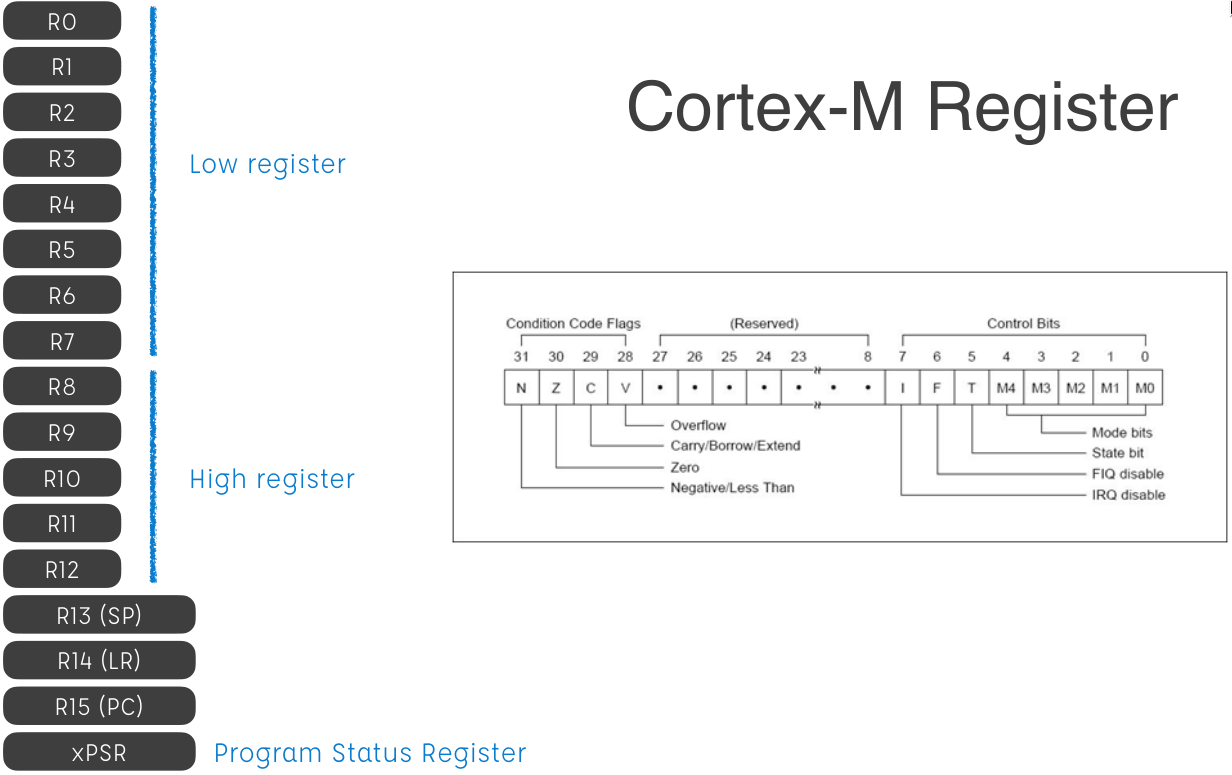 Cortex-M Register
R0
R1
R2
R3
R4
R5
R6
R7
Low register
R8
R9
R10
R11
R12
High register
R13 (SP)
R14 (LR)
R15 (PC)
xPSR
Program Status Register
Condition Code Flags (Reserved) Control Bits
31 30 29 28 27 26 25 24 23 8 7 6 5 4 3 2 1 0
N Z C V • • • • • • • I F T M4 M3 M2 M1 M0
Overflow
Carry/Borrow/Extend
Zero
Negative/Less Than
Mode bits
State bit
FIQ disable
IRQ disable